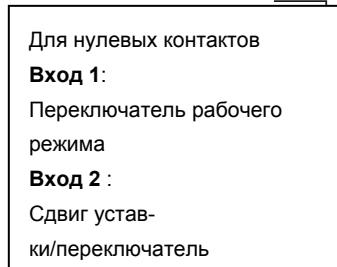 Для нулевых контактов
Вход 1:
Переключатель рабочего
режима
Вход 2 :
Сдвиг устав-
ки/переключатель